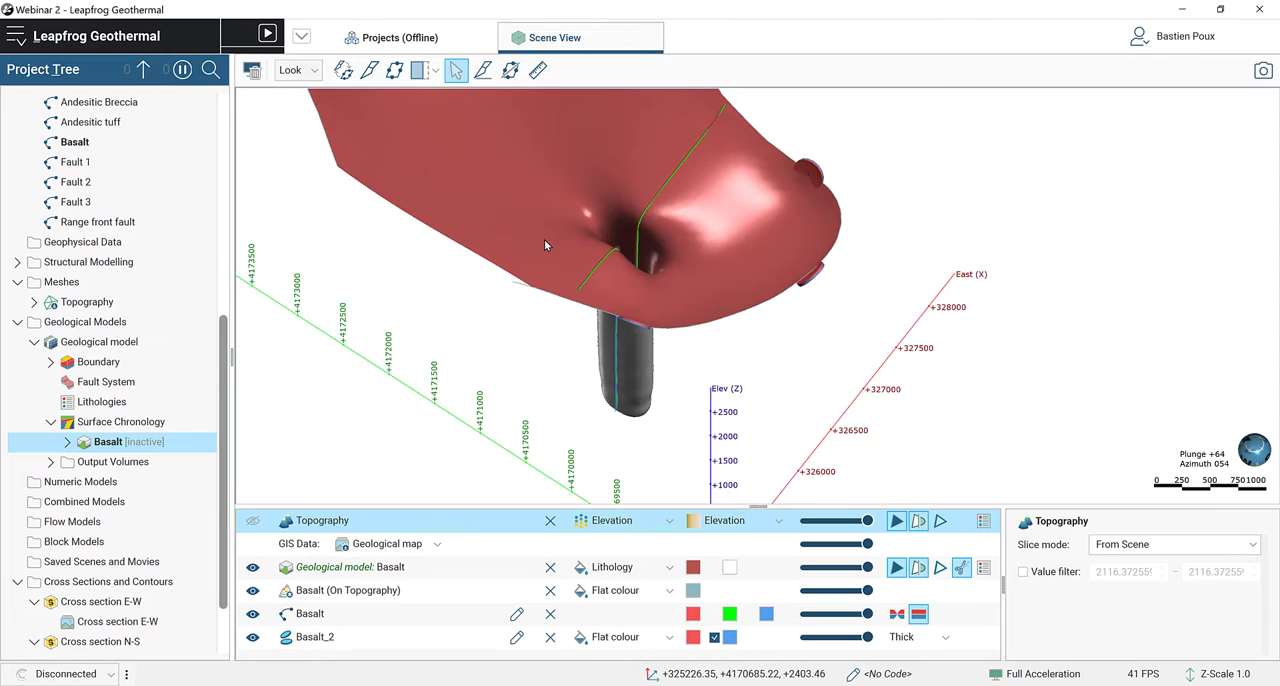 Webinar 2 - Leapfrog Geothermal
Leapfrog Geothermal
Projects (Offline)
Scene View
Bastien Poux
Project Tree
0
0
Look
Andesitic Breccia
Andesitic tuff
Basalt
Fault 1
Fault 2
Fault 3
Range front fault
Geophysical Data
Structural Modelling
Meshes
Topography
Geological Models
Geological model
Boundary
Fault System
Lithologies
Surface Chronology
Basalt [inactive]
Output Volumes
Numeric Models
Combined Models
Flow Models
Block Models
Saved Scenes and Movies
Cross Sections and Contours
Cross section E-W
Cross section E-W
Cross section N-S
+4173500
+4173000
+4172500
+4172000
+4171500
+4171000
+4170500
+4170000
69500
East (X)
+328000
+327500
+327000
+326500
+326000
Elev (Z)
+2500
+2000
+1500
+1000
Plunge +64
Azimuth 054
0 250 500 750 1000
Topography
Elevation
Elevation
GIS Data:
Geological map
Geological model: Basalt
Lithology
Basalt (On Topography)
Flat colour
Basalt
Basalt_2
Flat colour
Thick
Topography
Slice mode:
From Scene
Value filter:
Disconnected
+325226.35, +4170685.22, +2403.46
<No Code>
Full Acceleration
41 FPS
Z-Scale 1.0